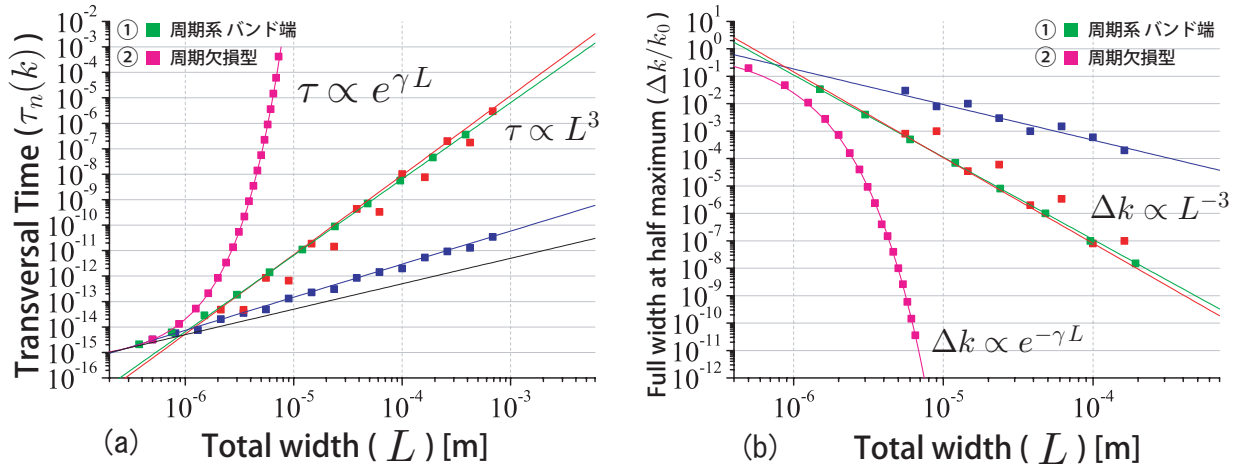 Transversal Time (τₙ(k))
10⁻²
10⁻³
10⁻⁴
10⁻⁵
10⁻⁶
10⁻⁷
10⁻⁸
10⁻⁹
10⁻¹⁰
10⁻¹¹
10⁻¹²
10⁻¹³
10⁻¹⁴
10⁻¹⁵
10⁻¹⁶
① 周期系 バンド端
② 周期欠損型
τ ∝ e^{γL}
τ ∝ L³
10⁻⁶ 10⁻⁵ 10⁻⁴ 10⁻³
(a) Total width ( L ) [m]
Full width at half maximum (Δk/k₀)
10²
10¹
10⁰
10⁻¹
10⁻²
10⁻³
10⁻⁴
10⁻⁵
10⁻⁶
10⁻⁷
10⁻⁸
10⁻⁹
10⁻¹⁰
10⁻¹¹
10⁻¹²
① 周期系 バンド端
② 周期欠損型
Δk ∝ L⁻³
Δk ∝ e^{-γL}
10⁻⁶ 10⁻⁵ 10⁻⁴
(b) Total width ( L ) [m]